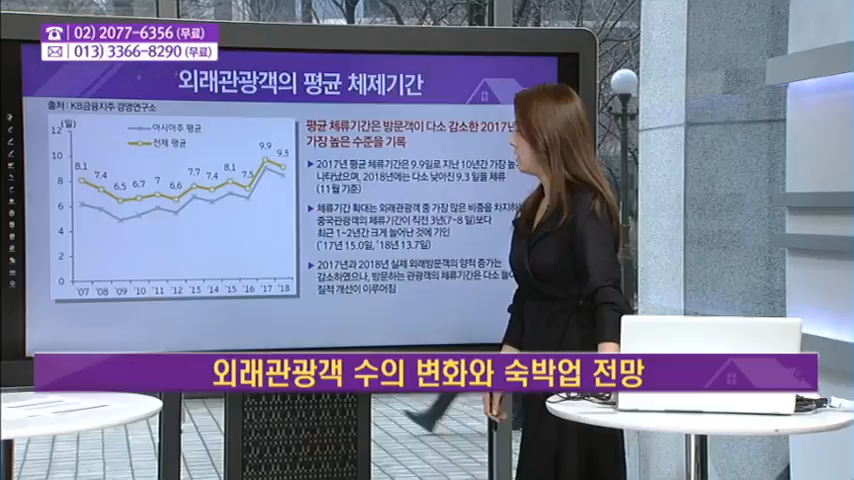 02) 2077-6356 (무료)
013) 3366-8290 (무료)
외래관광객의 평균 체제기간
출처 : KB금융지주 경영연구소
12 (일)
아시아주 평균
전체 평균
10
8
6
4
2
0
8.1 7.4 6.5 6.7 7 6.6 7.7 7.4 8.1 7.5 9.9 9.3
'07 '08 '09 '10 '11 '12 '13 '14 '15 '16 '17 '18
평균 체류기간은 방문객이 다소 감소한 2017년
가장 높은 수준을 기록
▶ 2017년 평균 체류기간은 9.9일로 지난 10년간 가장 높
나타났으며, 2018년에는 다소 낮아진 9.3 일을 체류
(11월 기준)
▶ 체류기간 확대는 외래관광객 중 가장 많은 비중을 차지하
중국관광객의 체류기간이 직전 3년(7~8 일)보다
최근 1~2년간 크게 늘어난 것에 기인
('17년 15.0일, '18년 13.7일)
▶ 2017년과 2018년 실제 외래방문객의 양적 증가는
감소하였으나, 방문하는 관광객의 체류기간은 다소 늘
질적 개선이 이루어짐
외래관광객 수의 변화와 숙박업 전망